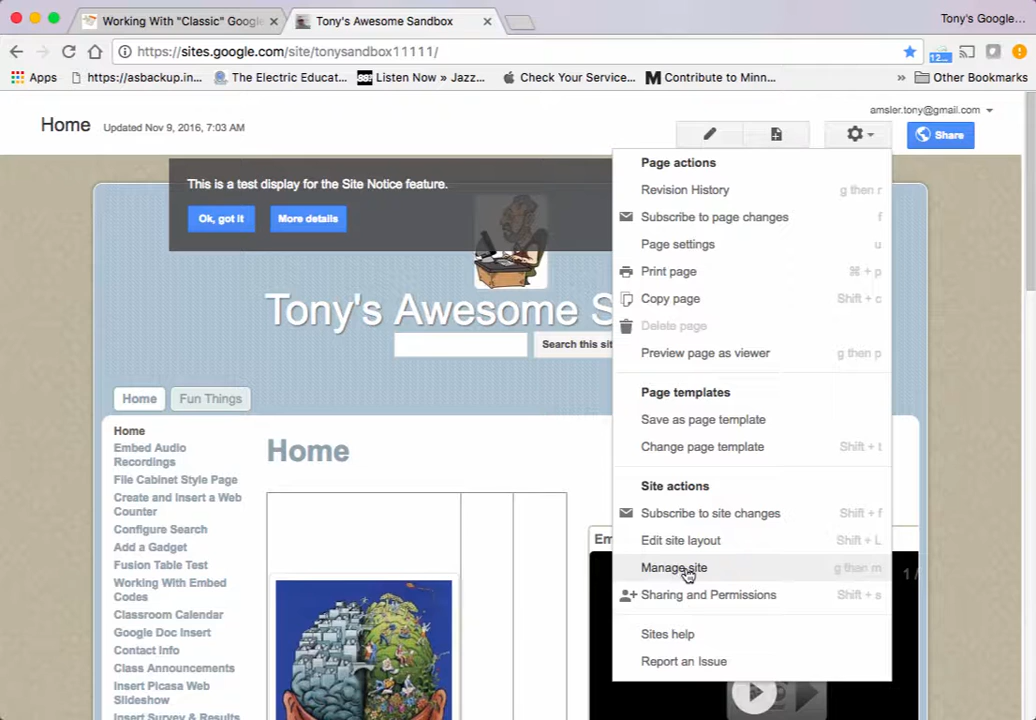 Working With "Classic" Google
Tony's Awesome Sandbox
Tony's Google...
https://sites.google.com/site/tonysandbox11111/
12...
Apps
https://asbackup.in...
The Electric Educat...
Listen Now » Jazz...
Check Your Service...
Contribute to Minn...
»
Other Bookmarks
amsler.tony@gmail.com
Home
Updated Nov 9, 2016, 7:03 AM
Share
This is a test display for the Site Notice feature.
Ok, got it
More details
Tony's Awesome S
Search this sit
Home
Fun Things
Home
Embed Audio
Recordings
File Cabinet Style Page
Create and Insert a Web
Counter
Configure Search
Add a Gadget
Fusion Table Test
Working With Embed
Codes
Classroom Calendar
Google Doc Insert
Contact Info
Class Announcements
Insert Picasa Web
Slideshow
Insert Survey & Results
Home
Em
1 /
Page actions
Revision History g then r
Subscribe to page changes f
Page settings u
Print page ⌘ + p
Copy page Shift + c
Delete page
Preview page as viewer g then p
Page templates
Save as page template
Change page template Shift + t
Site actions
Subscribe to site changes Shift + f
Edit site layout Shift + L
Manage site g then m
Sharing and Permissions Shift + s
Sites help
Report an Issue